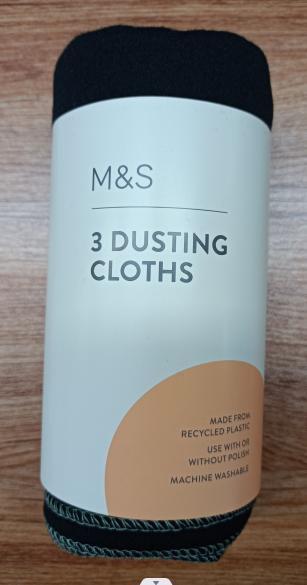 M&S
3 DUSTING
CLOTHS
MADE FROM
RECYCLED PLASTIC
USE WITH OR
WITHOUT POLISH
MACHINE WASHABLE